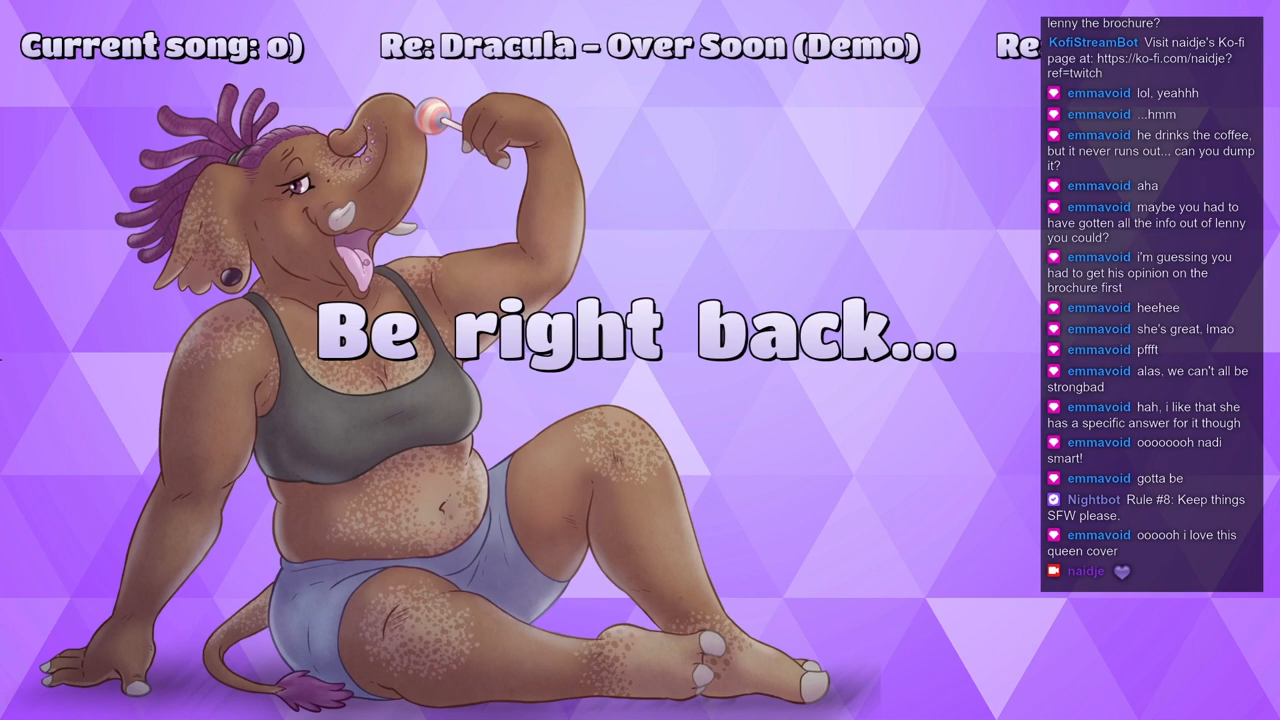 Current song: o)
Re: Dracula - Over Soon (Demo)
Re
Be right back...
lenny the brochure?
KofiStreamBot Visit naidje's Ko-fi
page at: https://ko-fi.com/naidje?
ref=twitch
emmavoid lol, yeahhh
emmavoid ...hmm
emmavoid he drinks the coffee,
but it never runs out... can you dump
it?
emmavoid aha
emmavoid maybe you had to
have gotten all the info out of lenny
you could?
emmavoid i'm guessing you
had to get his opinion on the
brochure first
emmavoid heehee
emmavoid she's great, lmao
emmavoid pffft
emmavoid alas, we can't all be
strongbad
emmavoid hah, i like that she
has a specific answer for it though
emmavoid oooooooh nadi
smart!
emmavoid gotta be
Nightbot Rule #8: Keep things
SFW please.
emmavoid oooooh i love this
queen cover
naidje